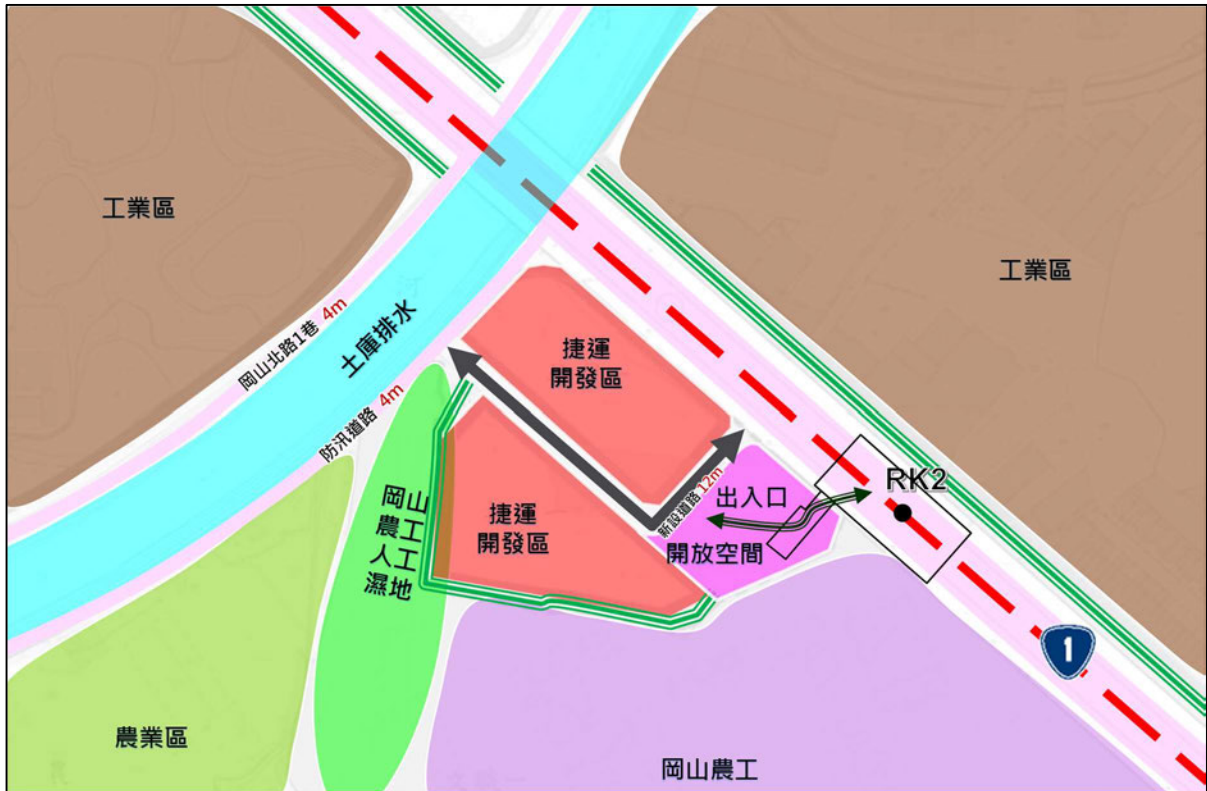 工業區
工業區
岡山北路1巷 4m
土庫排水
防汛道路 4m
捷運
開發區
RK2
出入口
新設道路 12m
開放空間
岡山
農工
人工
濕地
捷運
開發區
1
農業區
岡山農工